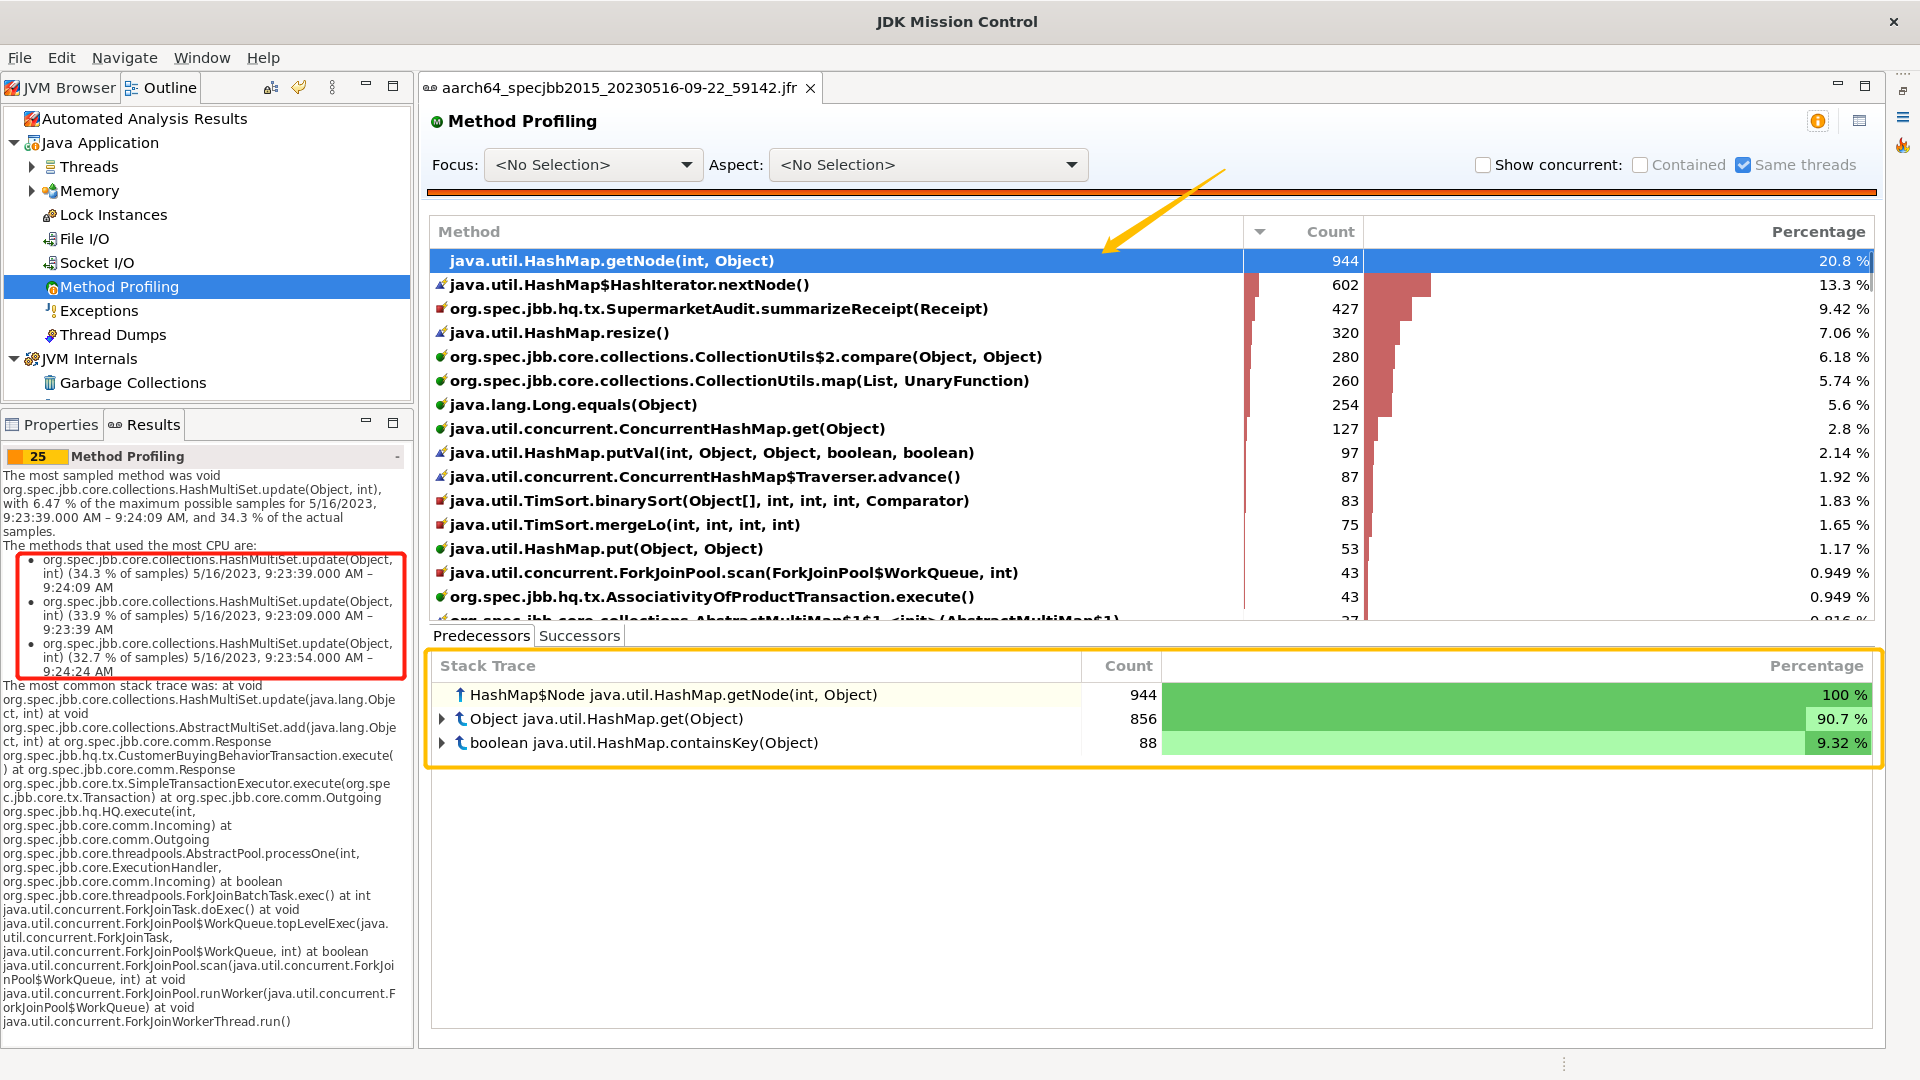 JDK Mission Control
File Edit Navigate Window Help
JVM Browser
Outline
Automated Analysis Results
Java Application
Threads
Memory
Lock Instances
File I/O
Socket I/O
Method Profiling
Exceptions
Thread Dumps
JVM Internals
Garbage Collections
Properties
Results
25 Method Profiling
The most sampled method was void
org.spec.jbb.core.collections.HashMultiSet.update(Object, int),
with 6.47 % of the maximum possible samples for 5/16/2023,
9:23:39.000 AM – 9:24:09 AM, and 34.3 % of the actual
samples.
The methods that used the most CPU are:
• org.spec.jbb.core.collections.HashMultiSet.update(Object,
int) (34.3 % of samples) 5/16/2023, 9:23:39.000 AM –
9:24:09 AM
• org.spec.jbb.core.collections.HashMultiSet.update(Object,
int) (33.9 % of samples) 5/16/2023, 9:23:09.000 AM –
9:23:39 AM
• org.spec.jbb.core.collections.HashMultiSet.update(Object,
int) (32.7 % of samples) 5/16/2023, 9:23:54.000 AM –
9:24:24 AM
The most common stack trace was: at void
org.spec.jbb.core.collections.HashMultiSet.update(java.lang.Obje
ct, int) at void
org.spec.jbb.core.collections.AbstractMultiSet.add(java.lang.Obje
ct, int) at org.spec.jbb.core.comm.Response
org.spec.jbb.hq.tx.CustomerBuyingBehaviorTransaction.execute(
) at org.spec.jbb.core.comm.Response
org.spec.jbb.core.tx.SimpleTransactionExecutor.execute(org.spe
c.jbb.core.tx.Transaction) at org.spec.jbb.core.comm.Outgoing
org.spec.jbb.hq.HQ.execute(int,
org.spec.jbb.core.comm.Incoming) at
org.spec.jbb.core.comm.Outgoing
org.spec.jbb.core.threadpools.AbstractPool.processOne(int,
org.spec.jbb.core.ExecutionHandler,
org.spec.jbb.core.comm.Incoming) at boolean
org.spec.jbb.core.threadpools.ForkJoinBatchTask.exec() at int
java.util.concurrent.ForkJoinTask.doExec() at void
java.util.concurrent.ForkJoinPool$WorkQueue.topLevelExec(java.
util.concurrent.ForkJoinTask,
java.util.concurrent.ForkJoinPool$WorkQueue, int) at boolean
java.util.concurrent.ForkJoinPool.scan(java.util.concurrent.ForkJoi
nPool$WorkQueue, int) at void
java.util.concurrent.ForkJoinPool.runWorker(java.util.concurrent.F
orkJoinPool$WorkQueue) at void
java.util.concurrent.ForkJoinWorkerThread.run()
aarch64_specjbb2015_20230516-09-22_59142.jfr
Method Profiling
Focus: <No Selection> Aspect: <No Selection> Show concurrent: Contained Same threads
Method Count Percentage
java.util.HashMap.getNode(int, Object) 944 20.8 %
java.util.HashMap$HashIterator.nextNode() 602 13.3 %
org.spec.jbb.hq.tx.SupermarketAudit.summarizeReceipt(Receipt) 427 9.42 %
java.util.HashMap.resize() 320 7.06 %
org.spec.jbb.core.collections.CollectionUtils$2.compare(Object, Object) 280 6.18 %
org.spec.jbb.core.collections.CollectionUtils.map(List, UnaryFunction) 260 5.74 %
java.lang.Long.equals(Object) 254 5.6 %
java.util.concurrent.ConcurrentHashMap.get(Object) 127 2.8 %
java.util.HashMap.putVal(int, Object, Object, boolean, boolean) 97 2.14 %
java.util.concurrent.ConcurrentHashMap$Traverser.advance() 87 1.92 %
java.util.TimSort.binarySort(Object[], int, int, int, Comparator) 83 1.83 %
java.util.TimSort.mergeLo(int, int, int, int) 75 1.65 %
java.util.HashMap.put(Object, Object) 53 1.17 %
java.util.concurrent.ForkJoinPool.scan(ForkJoinPool$WorkQueue, int) 43 0.949 %
org.spec.jbb.hq.tx.AssociativityOfProductTransaction.execute() 43 0.949 %
org.spec.jbb.core.collections.AbstractMultiMap$1$1.<init>(AbstractMultiMap$1) 37 0.816 %
Predecessors Successors
Stack Trace Count Percentage
HashMap$Node java.util.HashMap.getNode(int, Object) 944 100 %
Object java.util.HashMap.get(Object) 856 90.7 %
boolean java.util.HashMap.containsKey(Object) 88 9.32 %